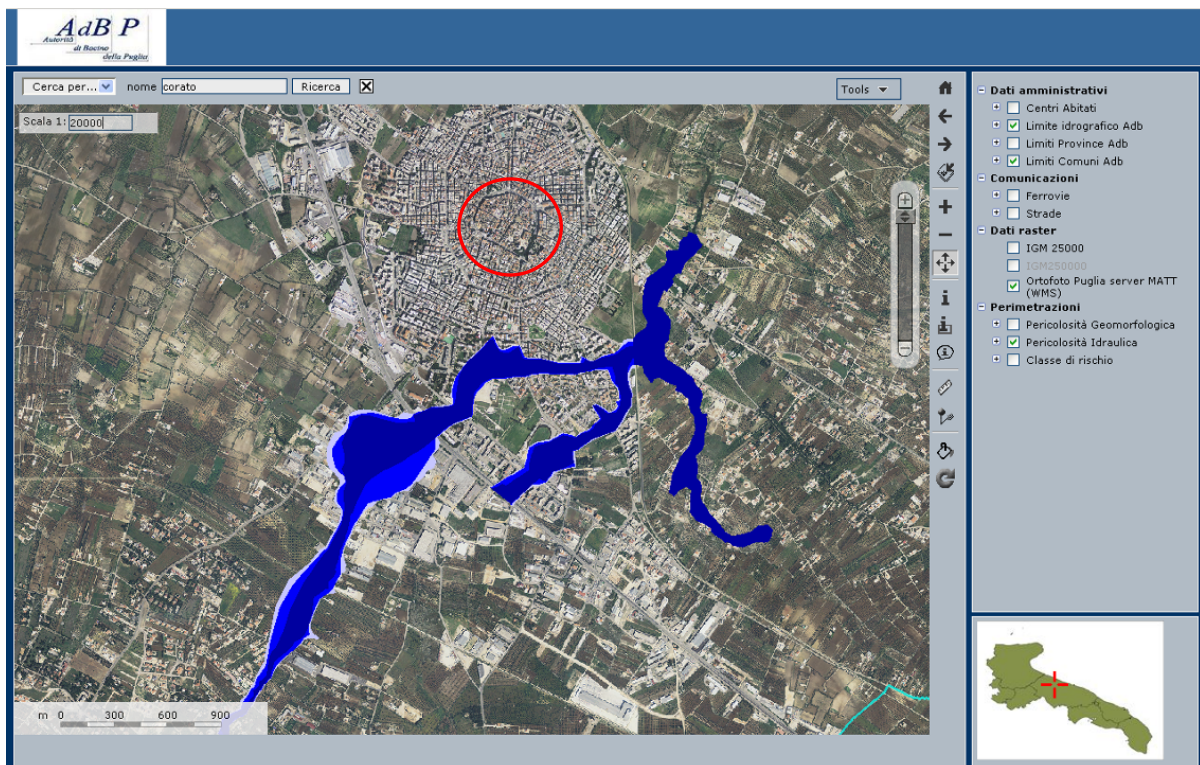 AdB P
Autorità
di Bacino
della Puglia
Cerca per...
nome
corato
Ricerca
Tools
Scala 1: 20000
m 0 300 600 900
Dati amministrativi
Centri Abitati
Limite idrografico Adb
Limiti Province Adb
Limiti Comuni Adb
Comunicazioni
Ferrovie
Strade
Dati raster
IGM 25000
IGM250000
Ortofoto Puglia server MATT
(WMS)
Perimetrazioni
Pericolosità Geomorfologica
Pericolosità Idraulica
Classe di rischio